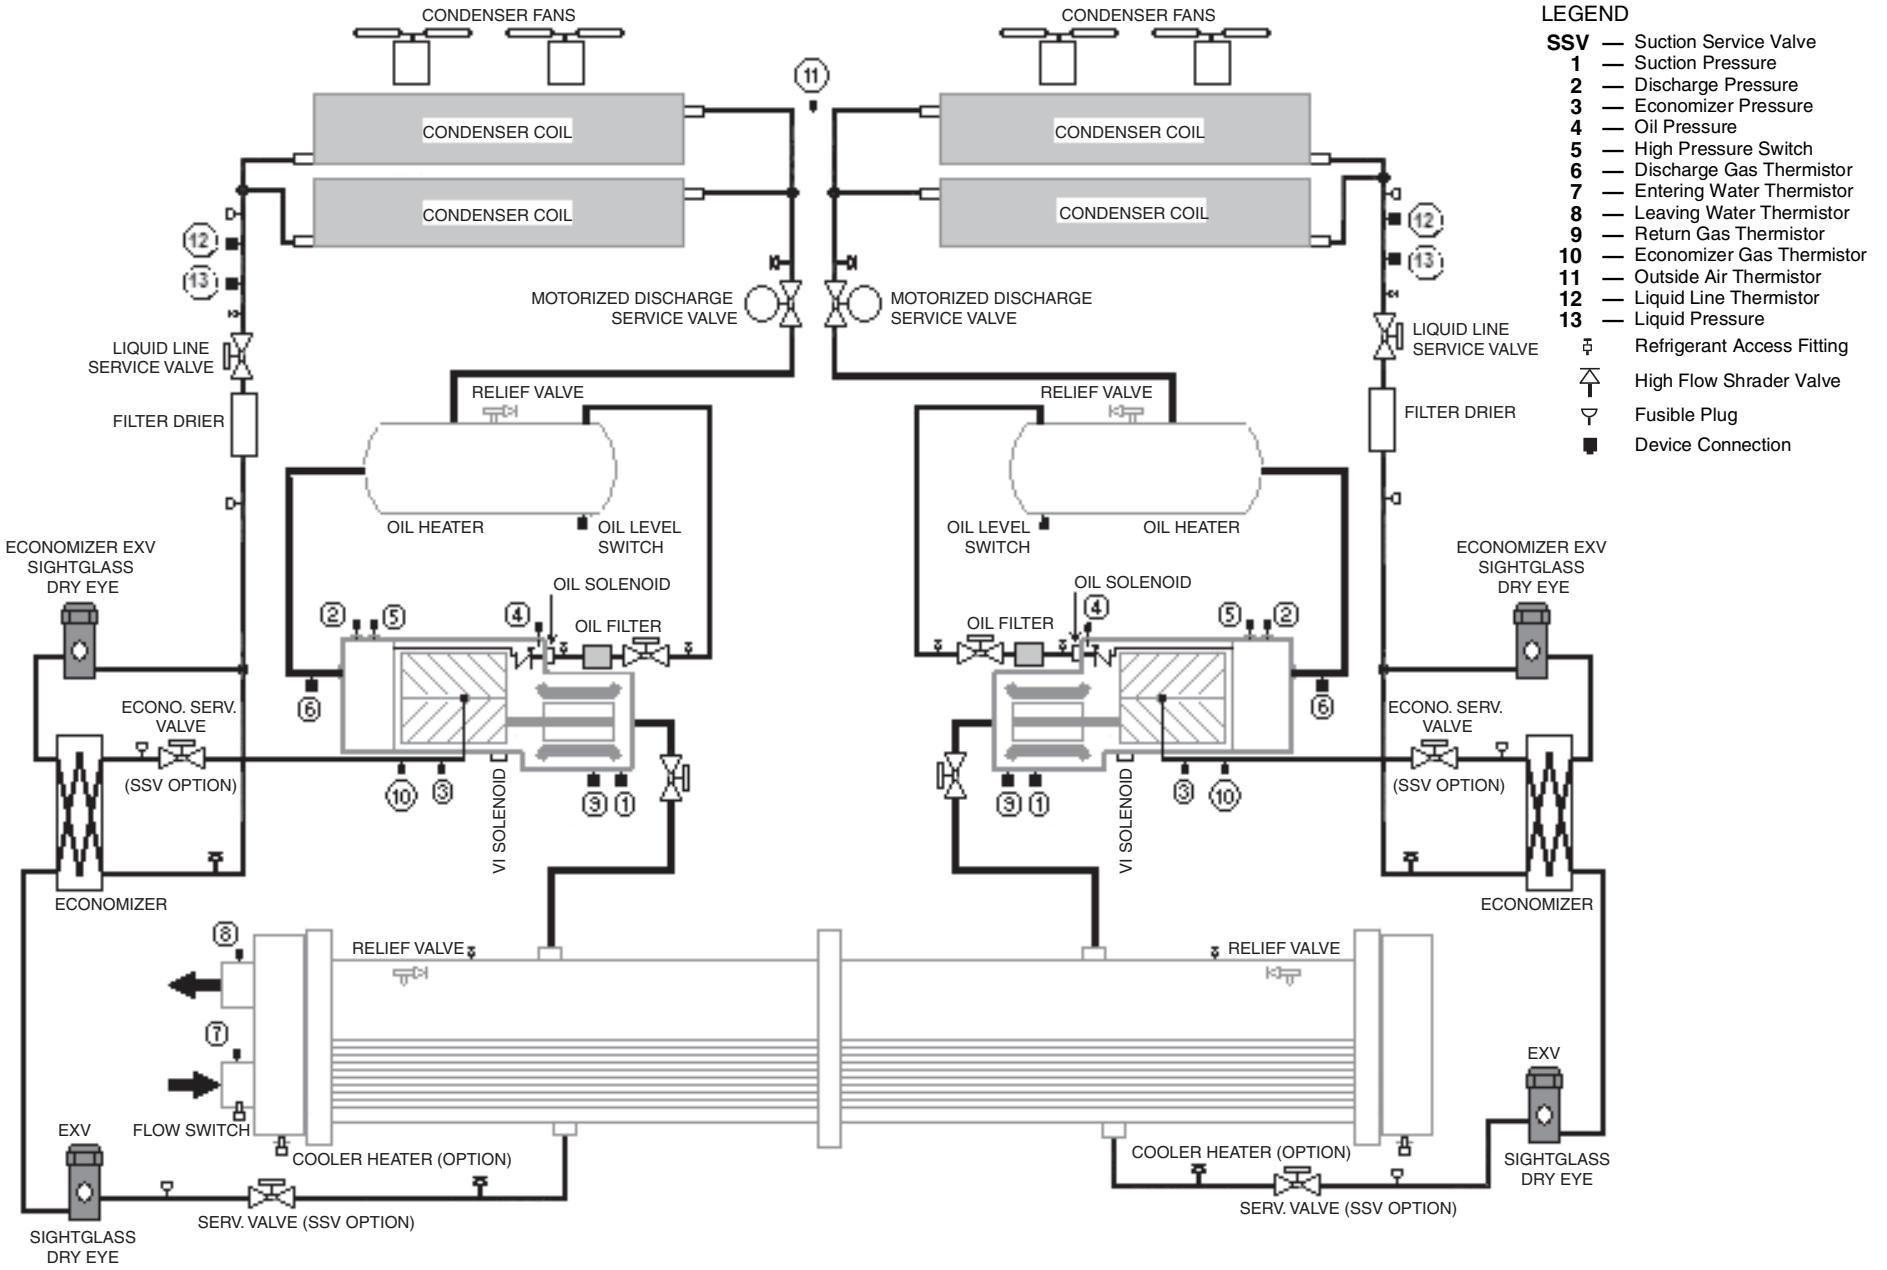 CONDENSER FANS
CONDENSER FANS
LEGEND
SSV — Suction Service Valve
1 — Suction Pressure
2 — Discharge Pressure
3 — Economizer Pressure
4 — Oil Pressure
5 — High Pressure Switch
6 — Discharge Gas Thermistor
7 — Entering Water Thermistor
8 — Leaving Water Thermistor
9 — Return Gas Thermistor
10 — Economizer Gas Thermistor
11 — Outside Air Thermistor
12 — Liquid Line Thermistor
13 — Liquid Pressure
Refrigerant Access Fitting
High Flow Shrader Valve
Fusible Plug
Device Connection
11
CONDENSER COIL
CONDENSER COIL
CONDENSER COIL
CONDENSER COIL
12
13
12
13
MOTORIZED DISCHARGE
SERVICE VALVE
MOTORIZED DISCHARGE
SERVICE VALVE
LIQUID LINE
SERVICE VALVE
LIQUID LINE
SERVICE VALVE
RELIEF VALVE
RELIEF VALVE
FILTER DRIER
FILTER DRIER
OIL HEATER
OIL LEVEL
SWITCH
OIL LEVEL
SWITCH
OIL HEATER
ECONOMIZER EXV
SIGHTGLASS
DRY EYE
ECONOMIZER EXV
SIGHTGLASS
DRY EYE
OIL SOLENOID
OIL SOLENOID
2
5
4
OIL FILTER
OIL FILTER
4
5
2
6
6
ECONO. SERV.
VALVE
(SSV OPTION)
ECONO. SERV.
VALVE
(SSV OPTION)
10
3
VI SOLENOID
9
1
9
1
VI SOLENOID
3
10
ECONOMIZER
ECONOMIZER
8
RELIEF VALVE
RELIEF VALVE
7
FLOW SWITCH
EXV
EXV
COOLER HEATER (OPTION)
COOLER HEATER (OPTION)
SIGHTGLASS
DRY EYE
SERV. VALVE (SSV OPTION)
SERV. VALVE (SSV OPTION)
SIGHTGLASS
DRY EYE